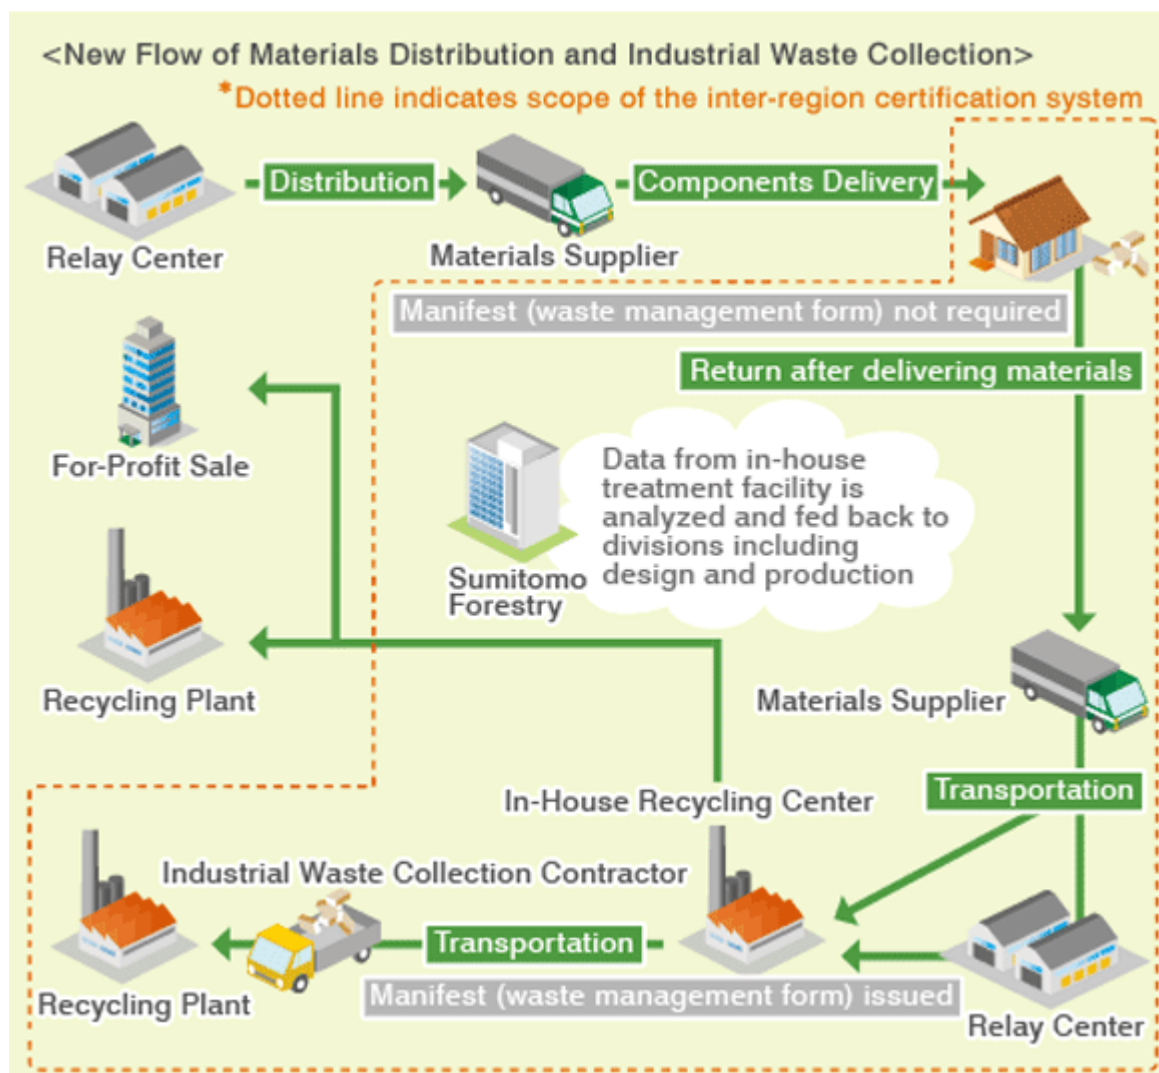 <New Flow of Materials Distribution and Industrial Waste Collection>
*Dotted line indicates scope of the inter-region certification system
Distribution
Components Delivery
Relay Center
Materials Supplier
Manifest (waste management form) not required
Return after delivering materials
For-Profit Sale
Data from in-house
treatment facility is
analyzed and fed back to
divisions including
design and production
Sumitomo
Forestry
Recycling Plant
Materials Supplier
Transportation
In-House Recycling Center
Industrial Waste Collection Contractor
Transportation
Manifest (waste management form) issued
Recycling Plant
Relay Center